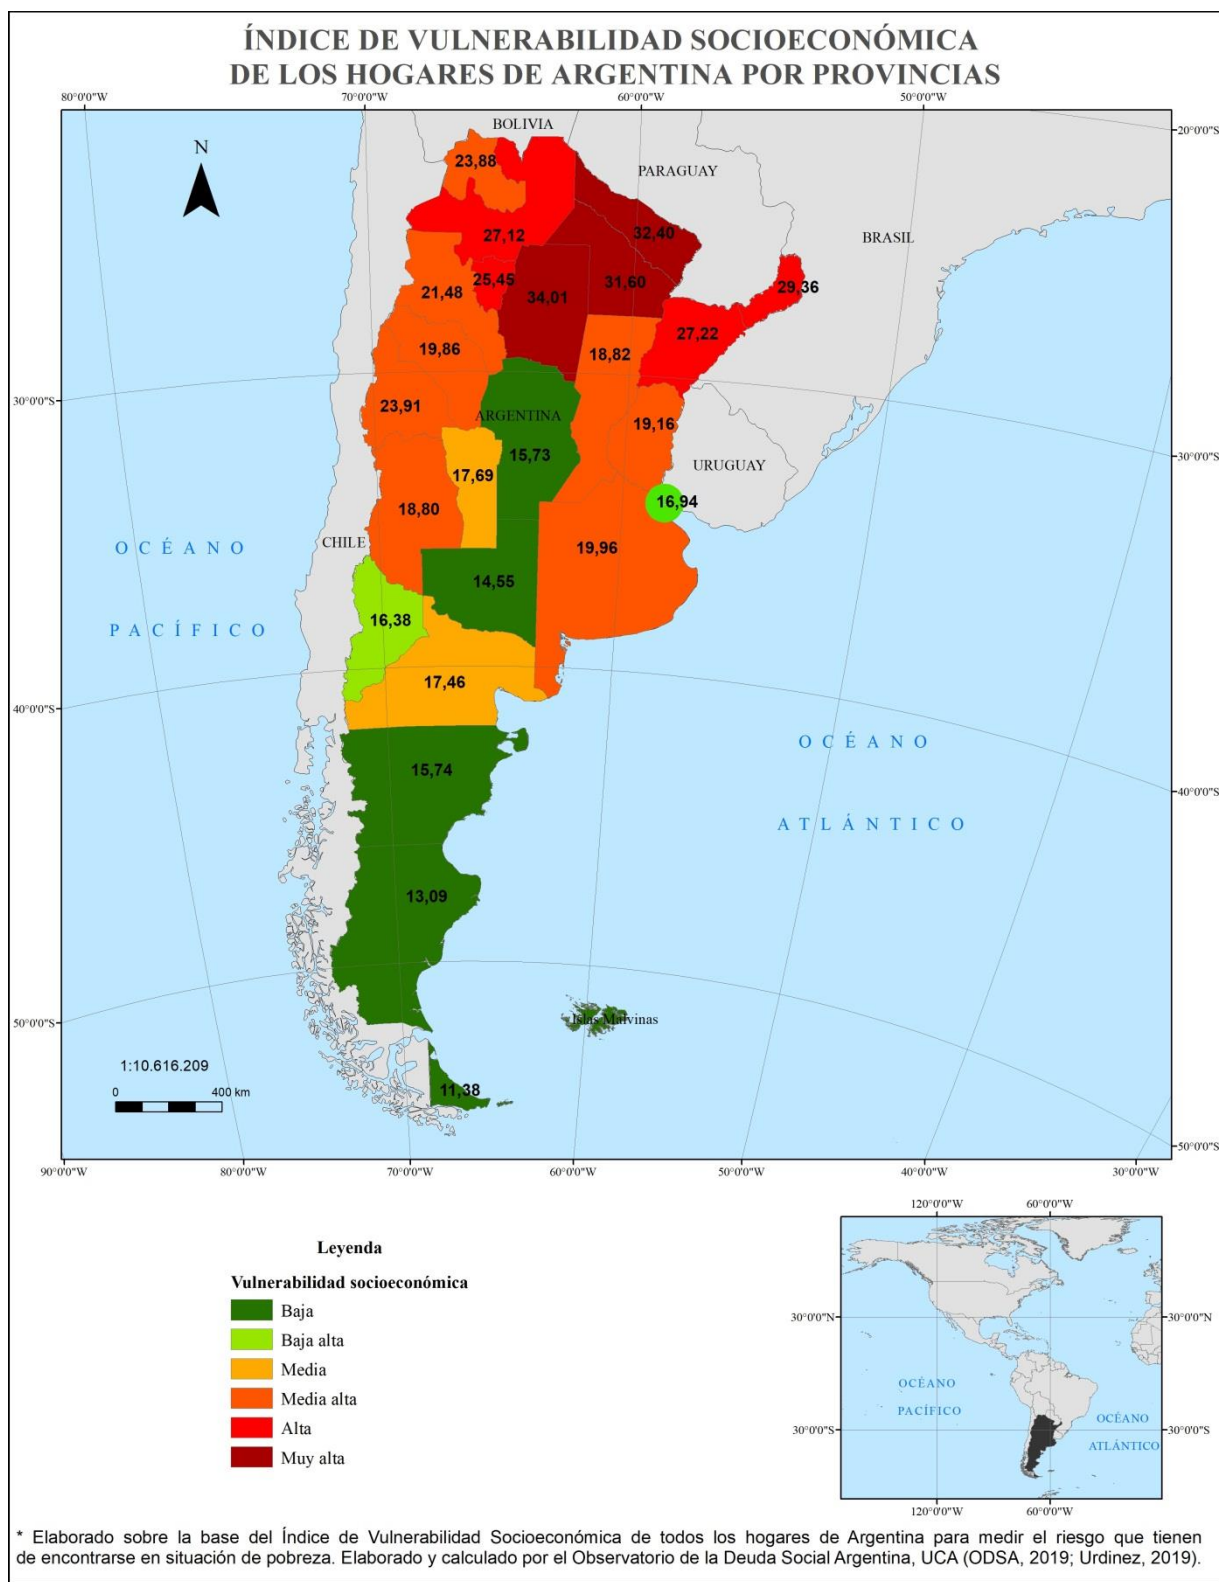 ÍNDICE DE VULNERABILIDAD SOCIOECONÓMICA
DE LOS HOGARES DE ARGENTINA POR PROVINCIAS
80°0'0"W
70°0'0"W
60°0'0"W
50°0'0"W
BOLIVIA
20°0'0"S
N
23,88
PARAGUAY
27,12
32,40
BRASIL
25,45
21,48
34,01
31,60
29,36
27,22
19,86
18,82
30°0'0"S
23,91
ARGENTINA
19,16
15,73
30°0'0"S
17,69
URUGUAY
18,80
16,94
CHILE
OCÉANO
19,96
14,55
16,38
PACÍFICO
17,46
40°0'0"S
OCÉANO
15,74
40°0'0"S
ATLÁNTICO
13,09
50°0'0"S
Islas Malvinas
1:10.616.209
0
400 km
11,38
50°0'0"S
90°0'0"W
80°0'0"W
70°0'0"W
60°0'0"W
50°0'0"W
40°0'0"W
30°0'0"W
Leyenda
Vulnerabilidad socioeconómica
Baja
Baja alta
Media
Media alta
Alta
Muy alta
120°0'0"W
60°0'0"W
30°0'0"N
30°0'0"N
OCÉANO
PACÍFICO
OCÉANO
ATLÁNTICO
30°0'0"S
30°0'0"S
120°0'0"W
60°0'0"W
* Elaborado sobre la base del Índice de Vulnerabilidad Socioeconómica de todos los hogares de Argentina para medir el riesgo que tienen
de encontrarse en situación de pobreza. Elaborado y calculado por el Observatorio de la Deuda Social Argentina, UCA (ODSA, 2019; Urdinez, 2019).